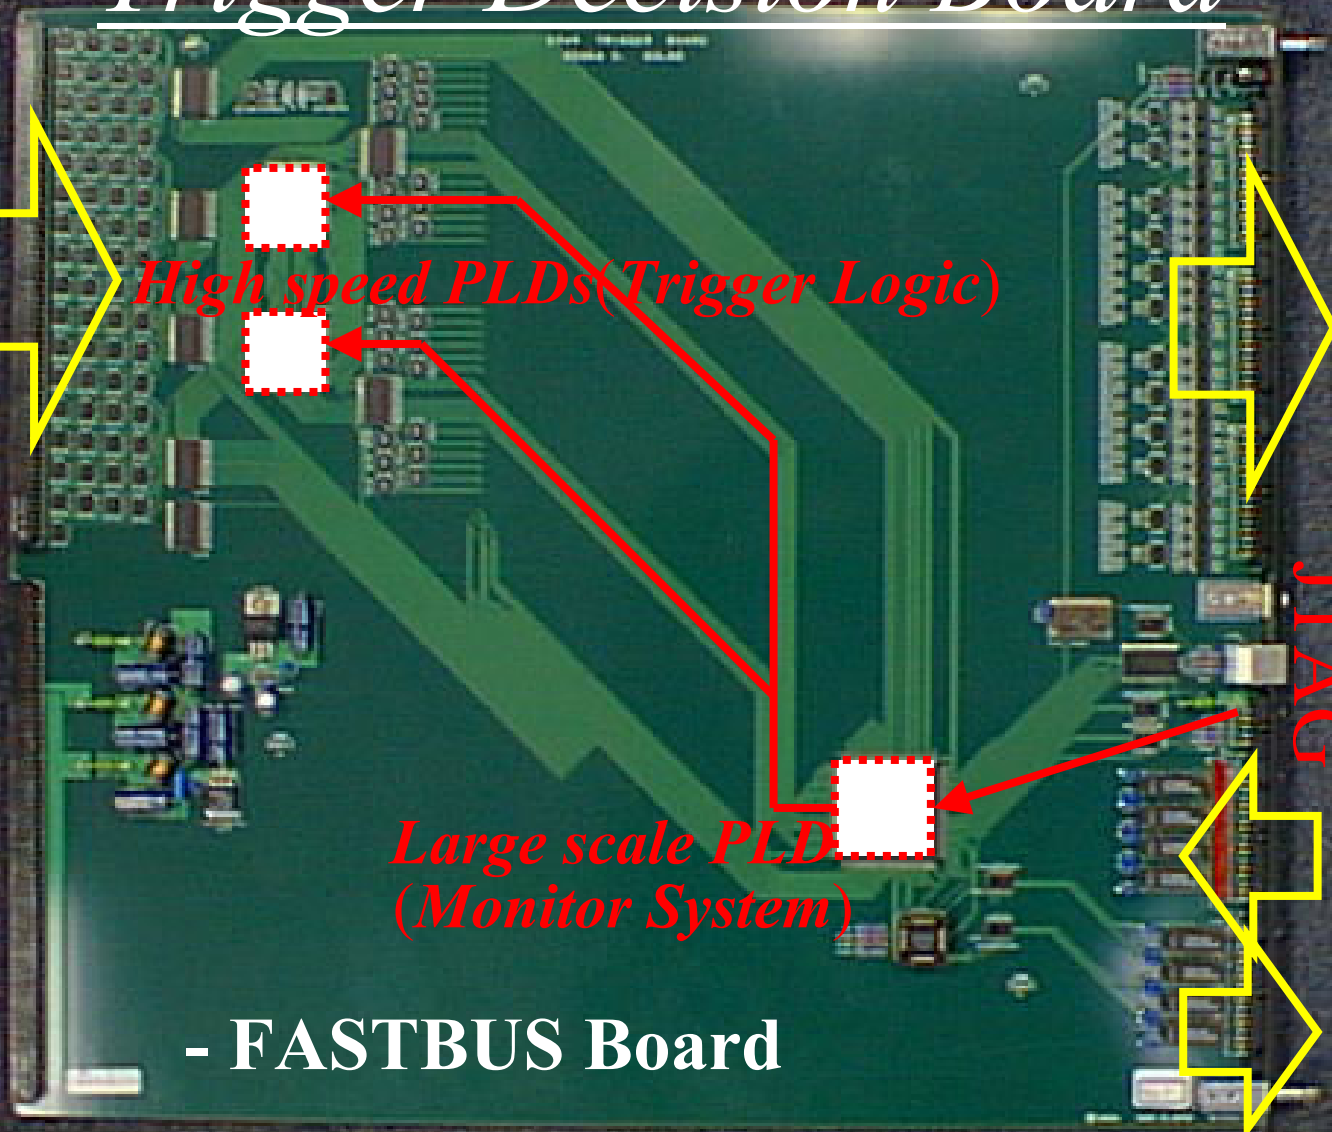 Trigger Decision Board
High speed PLDs(Trigger Logic)
JTAG
Large scale PLD
(Monitor System)
- FASTBUS Board